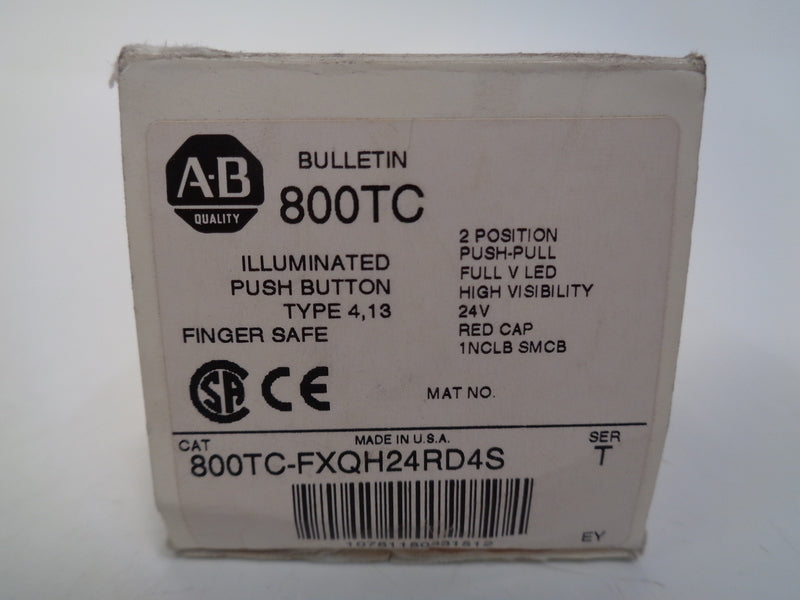 A-B
QUALITY
BULLETIN
800TC
ILLUMINATED
PUSH BUTTON
TYPE 4,13
FINGER SAFE
2 POSITION
PUSH-PULL
FULL V LED
HIGH VISIBILITY
24V
RED CAP
1NCLB SMCB
SA CE
MAT NO.
CAT
MADE IN U.S.A.
SER
800TC-FXQH24RD4S
T
EY